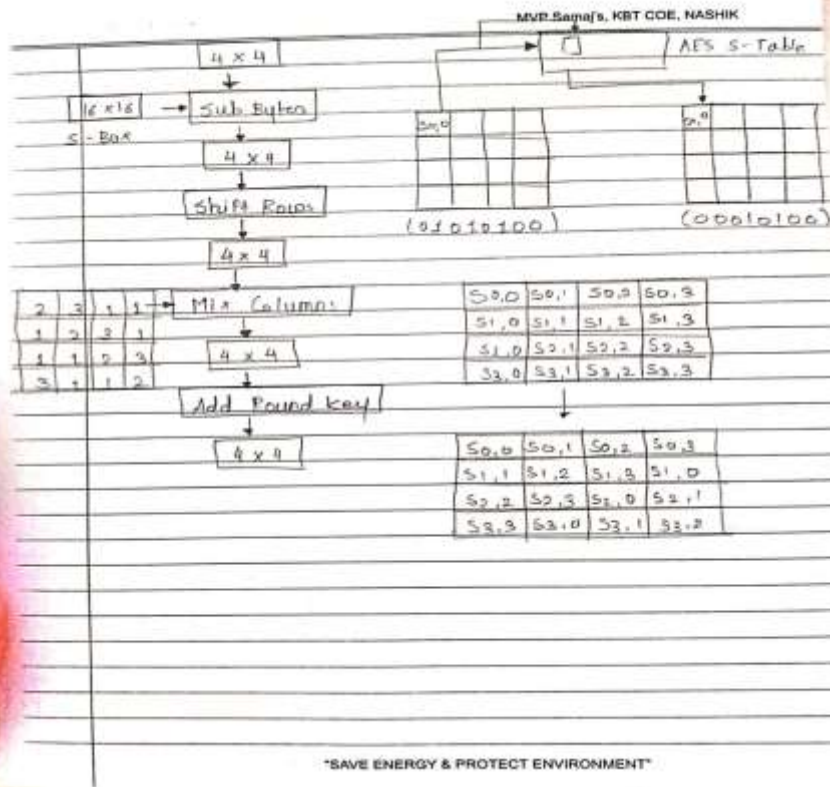 MVP Samaj's, KBT COE, NASHIK
4 × 4
16 × 16
Sub Bytes
S-Box
4 × 4
Shift Rows
4 × 4
2 3 1 1
Mix Columns
1 2 3 1
1 1 2 3
3 1 1 2
4 × 4
Add Round Key
4 × 4
AES S-Table
S0,0
S0,0
(01010100)
(00010100)
S0,0 S0,1 S0,2 S0,3
S1,0 S1,1 S1,2 S1,3
S2,0 S2,1 S2,2 S2,3
S3,0 S3,1 S3,2 S3,3
S0,0 S0,1 S0,2 S0,3
S1,1 S1,2 S1,3 S1,0
S2,2 S2,3 S2,0 S2,1
S3,3 S3,0 S3,1 S3,2
"SAVE ENERGY & PROTECT ENVIRONMENT"